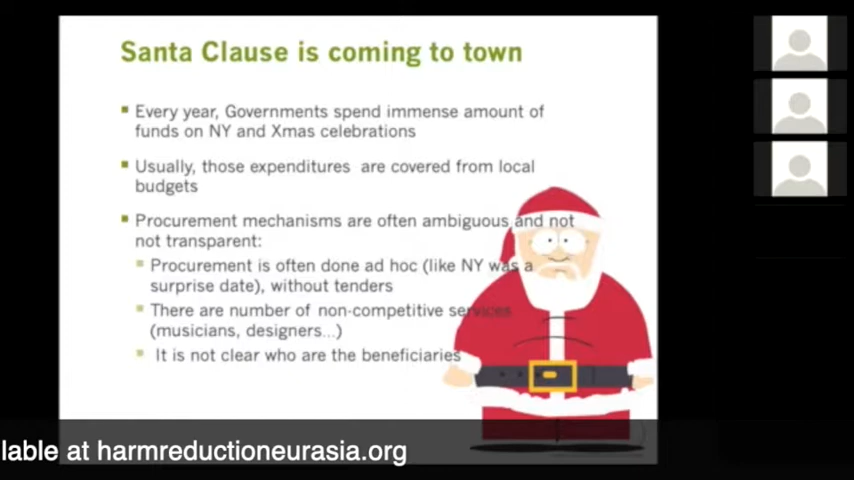 Santa Clause is coming to town
Every year, Governments spend immense amount of
funds on NY and Xmas celebrations
Usually, those expenditures are covered from local
budgets
Procurement mechanisms are often ambiguous and not
not transparent:
Procurement is often done ad hoc (like NY was a
surprise date), without tenders
There are number of non-competitive services
(musicians, designers...)
It is not clear who are the beneficiaries
lable at harmreductioneurasia.org